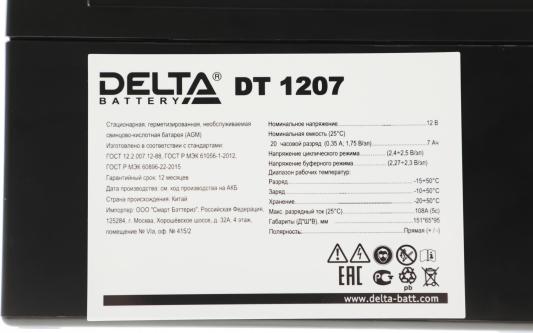 DELTA®
BATTERY
DT 1207
Стационарная, герметизированная, необслуживаемая
свинцово-кислотная батарея (AGM)
Изготовлено в соответствии с
ГОСТ 12.2.007.12-88, ГОСТ Р МЭК 61056-1-2012,
ГОСТ Р МЭК 60896-22-2015
Гарантийный срок: 12 месяцев
Дата производства: см. код производства на АКБ
Страна происхождения: Китай
Импортер: ООО "Смарт Бэттериз", Российская Федерация,
125284, г. Москва, Хорошёвское шоссе, д. 32А, 4 этаж,
помещение № VIа, оф. № 415/2
Номинальное напряжение 12 В
Номинальная емкость (25°C)
20 часовой разряд (0,35 А; 1,75 В/эл) 7 Ач
Напряжение циклического режима (2,4÷2,5 В/эл)
Напряжение буферного режима (2,27÷2,3 В/эл)
Диапазон рабочих температур:
Разряд -15÷50°C
Заряд -10÷50°C
Хранение -20÷50°C
Макс. разрядный ток (25°C) 108А (5с)
Габариты (Д*Ш*В), мм 151*65*95
Полярность: Прямая (+ / -)
EAC
pb
www.delta-batt.com